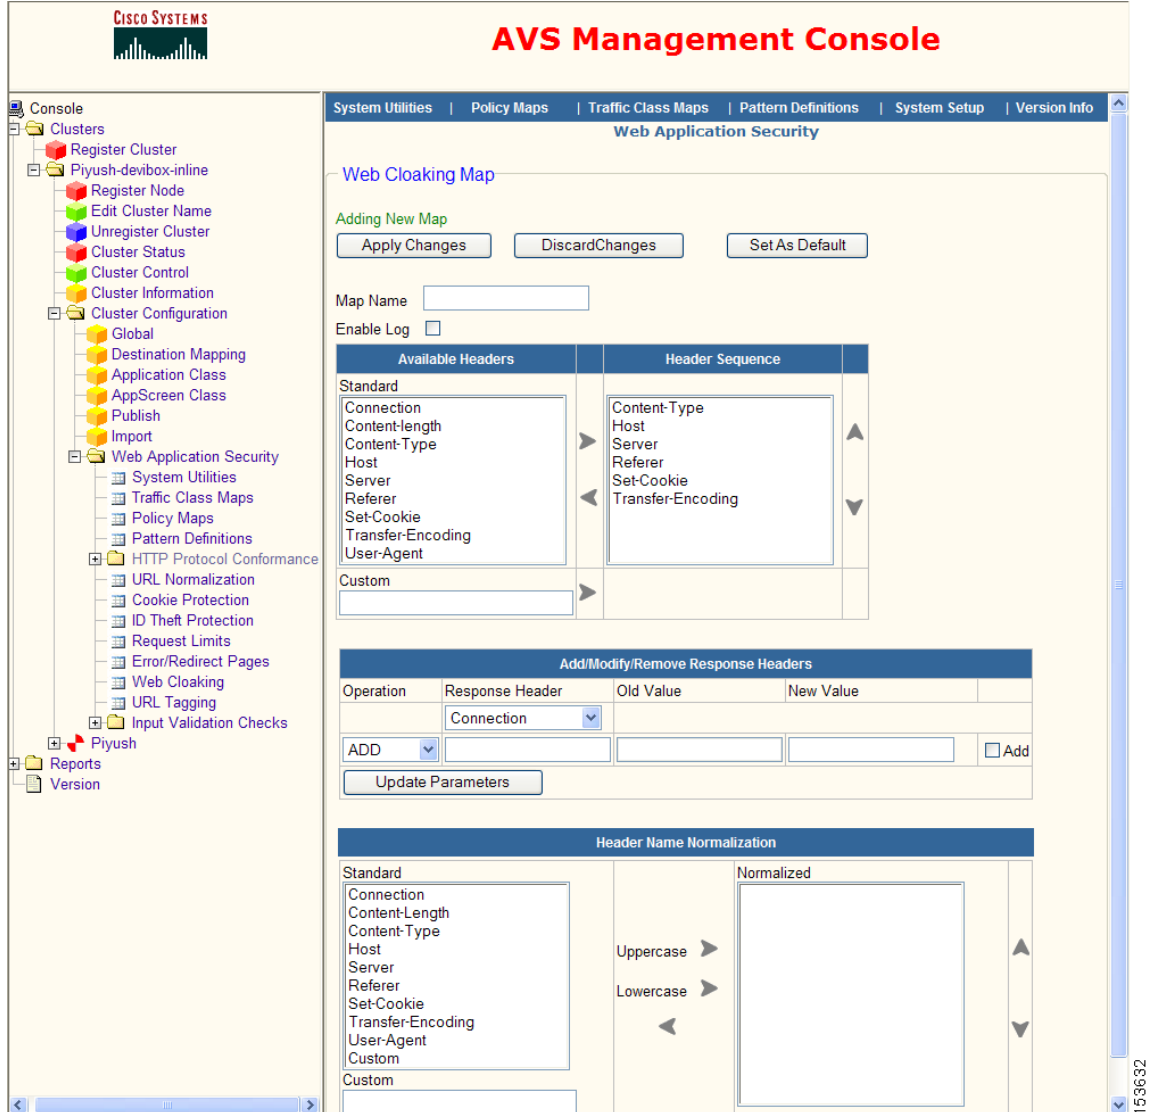 CISCO SYSTEMS
AVS Management Console
Console
Clusters
Register Cluster
Piyush-devibox-inline
Register Node
Edit Cluster Name
Unregister Cluster
Cluster Status
Cluster Control
Cluster Information
Cluster Configuration
Global
Destination Mapping
Application Class
AppScreen Class
Publish
Import
Web Application Security
System Utilities
Traffic Class Maps
Policy Maps
Pattern Definitions
HTTP Protocol Conformance
URL Normalization
Cookie Protection
ID Theft Protection
Request Limits
Error/Redirect Pages
Web Cloaking
URL Tagging
Input Validation Checks
Piyush
Reports
Version
System Utilities | Policy Maps | Traffic Class Maps | Pattern Definitions | System Setup | Version Info
Web Application Security
Web Cloaking Map
Adding New Map
Apply Changes DiscardChanges Set As Default
Map Name
Enable Log
Available Headers Header Sequence
Standard
Connection
Content-length
Content-Type
Host
Server
Referer
Set-Cookie
Transfer-Encoding
User-Agent
Content-Type
Host
Server
Referer
Set-Cookie
Transfer-Encoding
Custom
Add/Modify/Remove Response Headers
Operation Response Header Old Value New Value
Connection
ADD Add
Update Parameters
Header Name Normalization
Standard
Connection
Content-Length
Content-Type
Host
Server
Referer
Set-Cookie
Transfer-Encoding
User-Agent
Custom
Custom
Uppercase
Lowercase
Normalized
153632